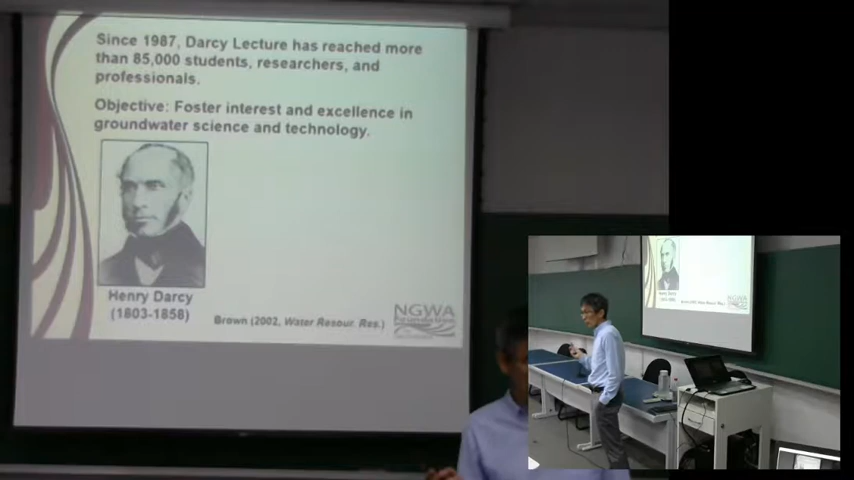 Since 1987, Darcy Lecture has reached more
than 85,000 students, researchers, and
professionals.
Objective: Foster interest and excellence in
groundwater science and technology.
Henry Darcy
(1803-1858)
Brown (2002, Water Resour. Res.)
NGWA